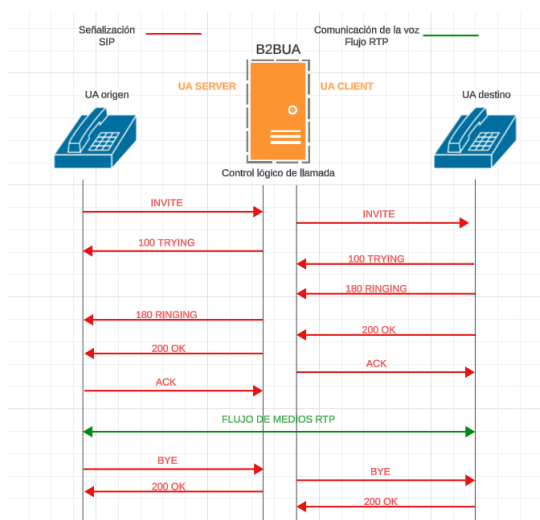 Señalización
SIP
Comunicación de la voz
Flujo RTP
B2BUA
UA SERVER
UA CLIENT
UA origen
UA destino
Control lógico de llamada
INVITE
INVITE
100 TRYING
100 TRYING
180 RINGING
180 RINGING
200 OK
200 OK
ACK
ACK
FLUJO DE MEDIOS RTP
BYE
BYE
200 OK
200 OK